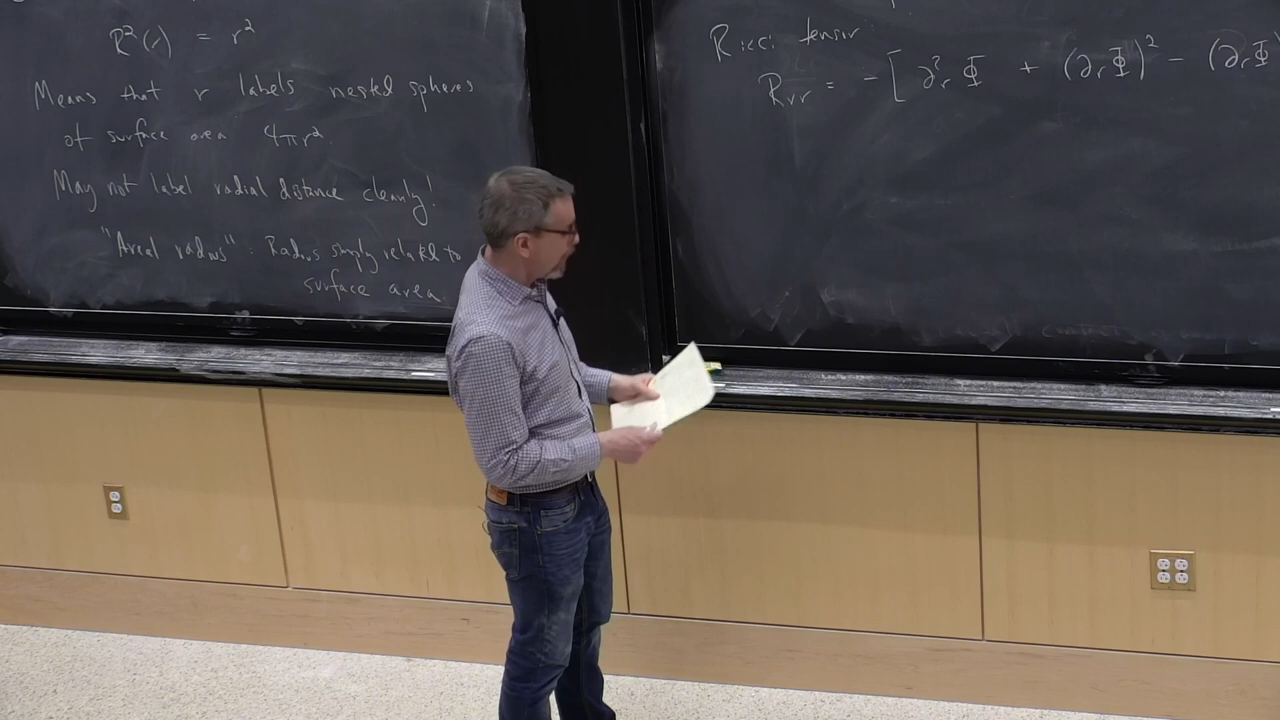 R²(r) = r²
Means that r labels nested spheres
of surface area 4πr².
May not label radial distance cleanly!
"Areal radius": Radius simply related to
surface area.
Ricci tensor:
R_rr = -[ ∂_r² Φ + (∂_r Φ)² - (∂_r Φ